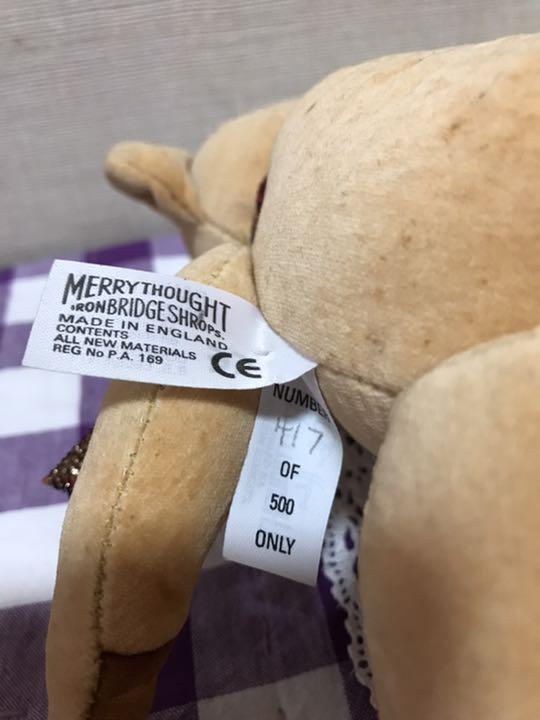 MERRYTHOUGHT
IRONBRIDGE SHROPS.
MADE IN ENGLAND
CONTENTS
ALL NEW MATERIALS
REG No P.A. 169
CE
NUMBER
417
OF
500
ONLY